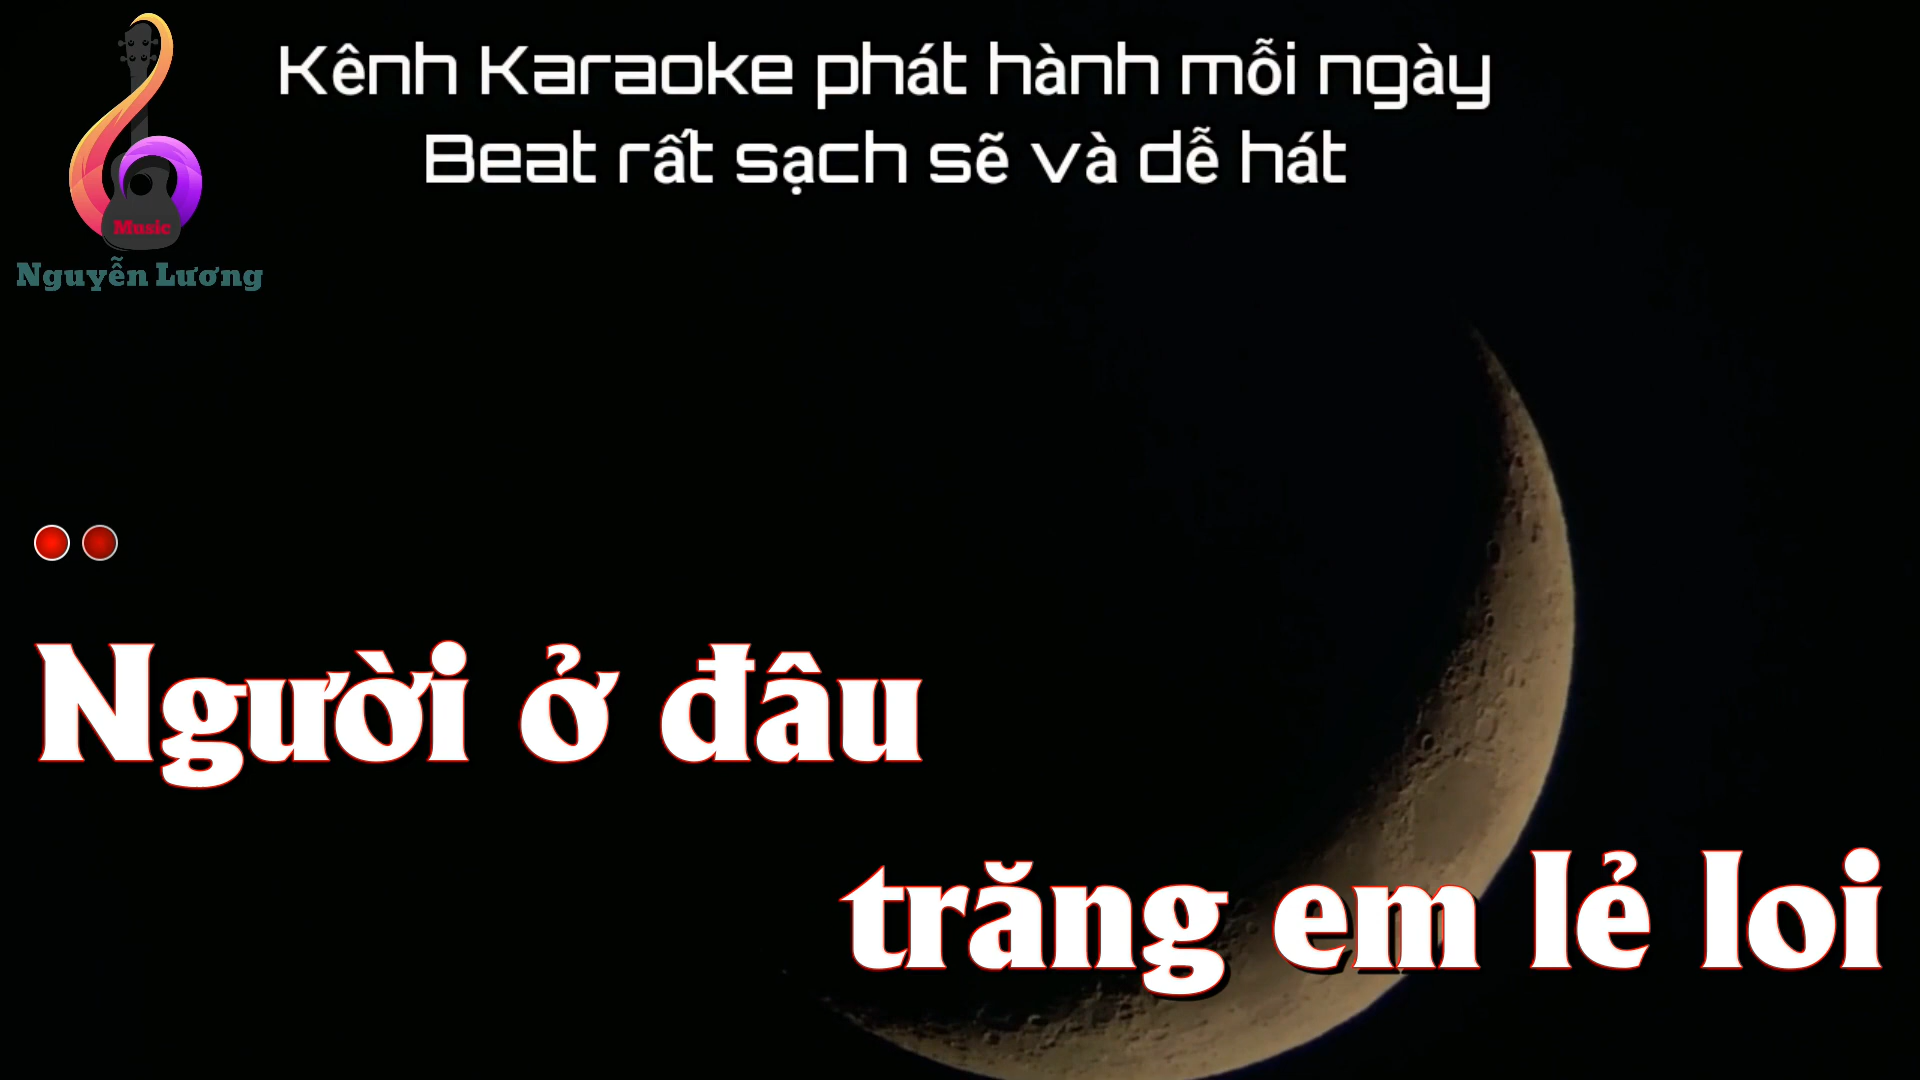 Kênh Karaoke phát hành mỗi ngày
Beat rất sạch sẽ và dễ hát
Music
Nguyễn Lương
Người ở đâu
trăng em lẻ loi